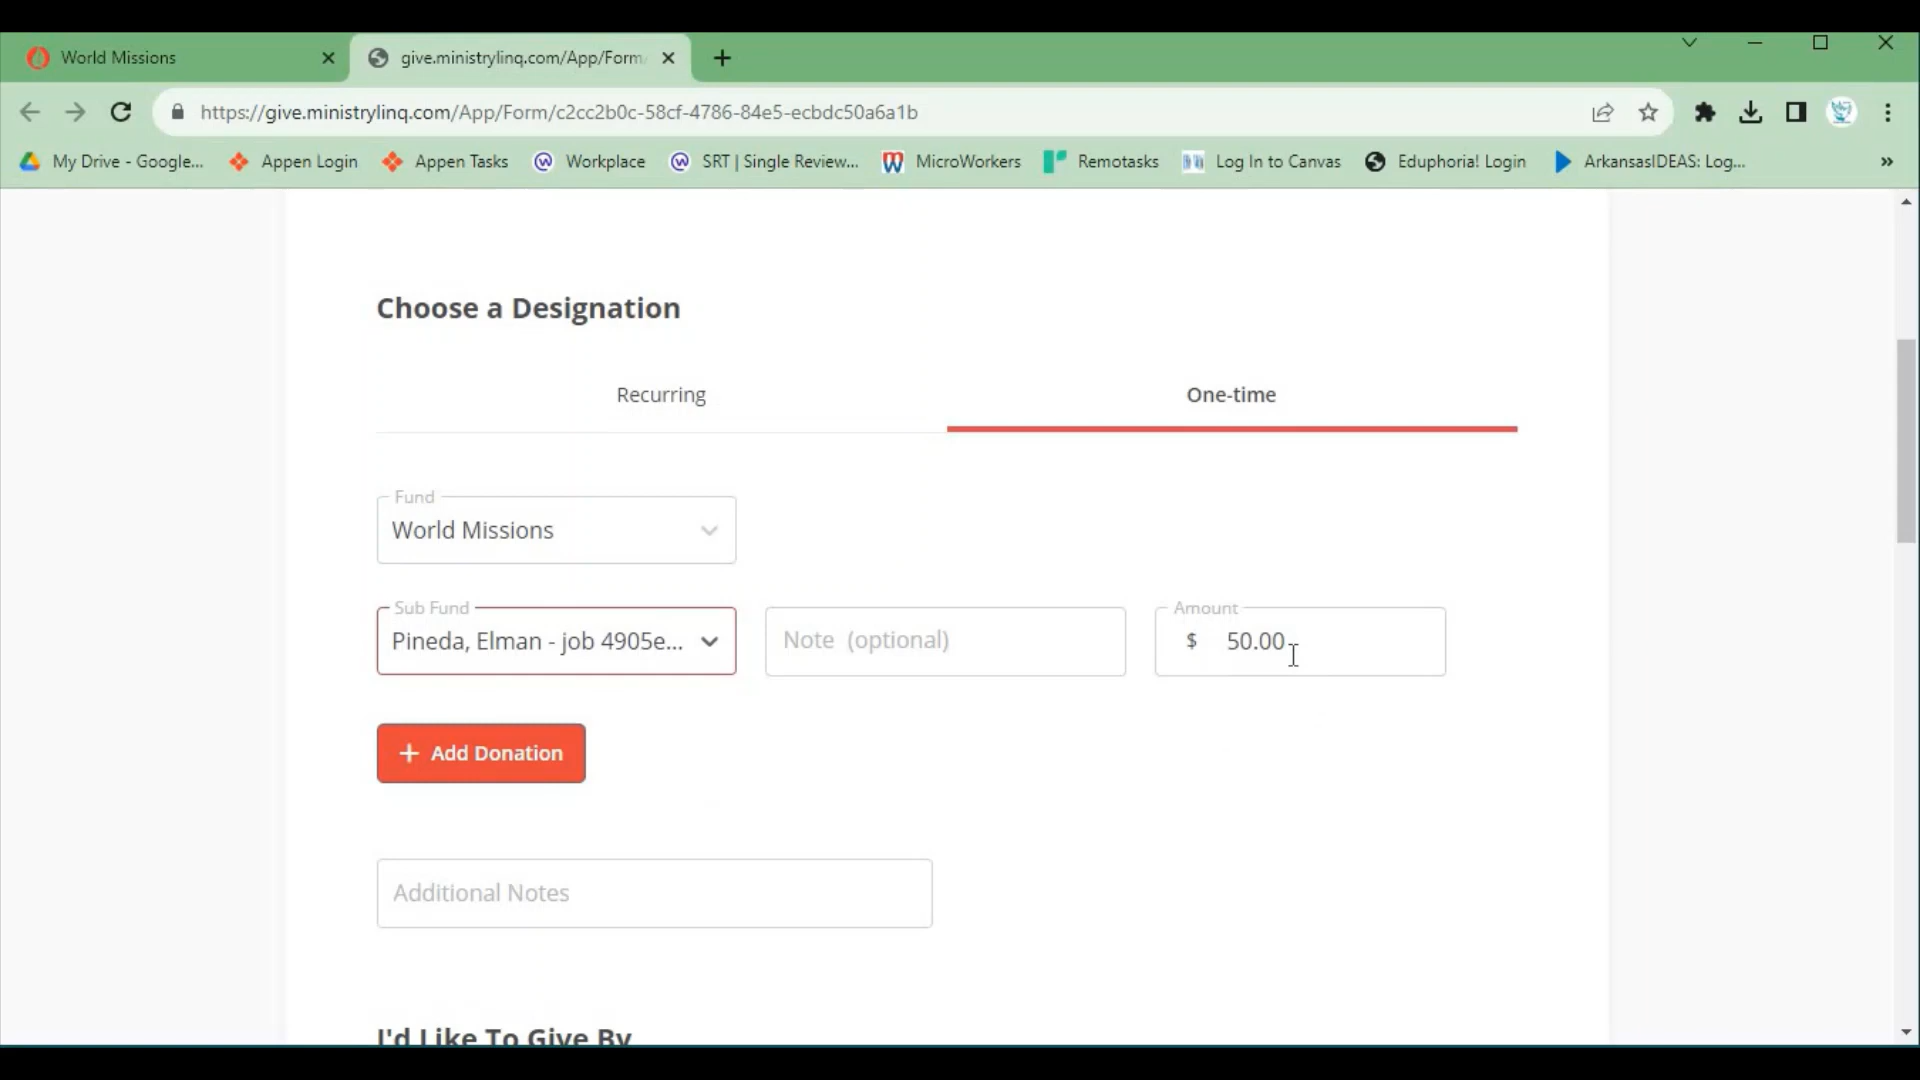 World Missions
give.ministrylinq.com/App/Form
https://give.ministrylinq.com/App/Form/c2cc2b0c-58cf-4786-84e5-ecbdc50a6a1b
My Drive - Google... Appen Login Appen Tasks Workplace SRT | Single Review... MicroWorkers Remotasks Log In to Canvas Eduphoria! Login ArkansasIDEAS: Log... »
Choose a Designation
Recurring One-time
Fund
World Missions
Sub Fund Amount
Pineda, Elman - job 4905e... Note (optional) $ 50.00
+ Add Donation
Additional Notes
I'd Like To Give By